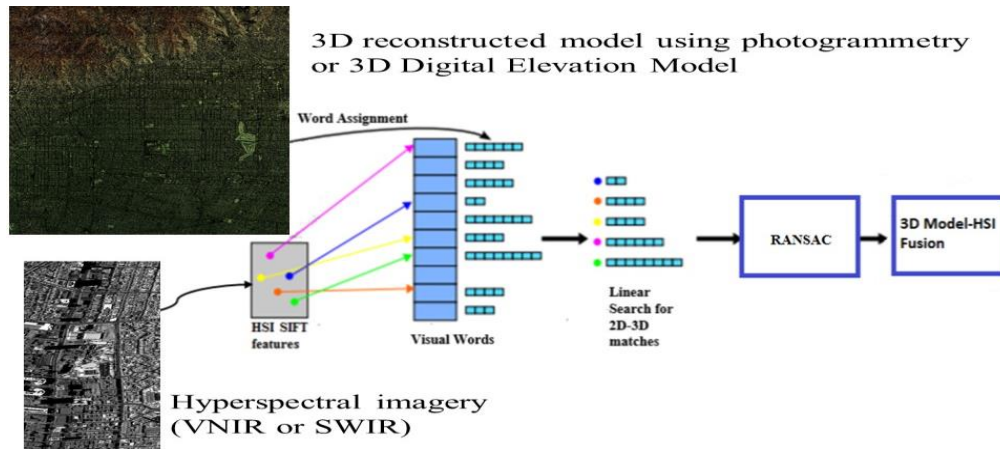 3D reconstructed model using photogrammetry
or 3D Digital Elevation Model
Word Assignment
HSI SIFT
features
Visual Words
Linear
Search for
2D-3D
matches
RANSAC
3D Model-HSI
Fusion
Hyperspectral imagery
(VNIR or SWIR)